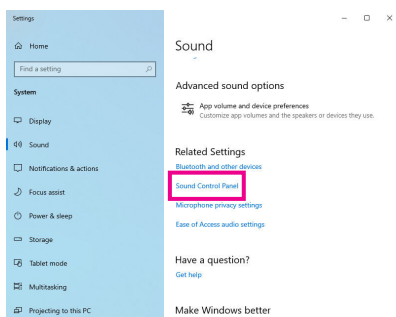 Settings
Home
Find a setting
System
Display
Sound
Notifications & actions
Focus assist
Power & sleep
Storage
Tablet mode
Multitasking
Projecting to this PC
Sound
Advanced sound options
App volume and device preferences
Customize app volumes and the speakers or devices they use.
Related Settings
Bluetooth and other devices
Sound Control Panel
Microphone privacy settings
Ease of Access audio settings
Have a question?
Get help
Make Windows better